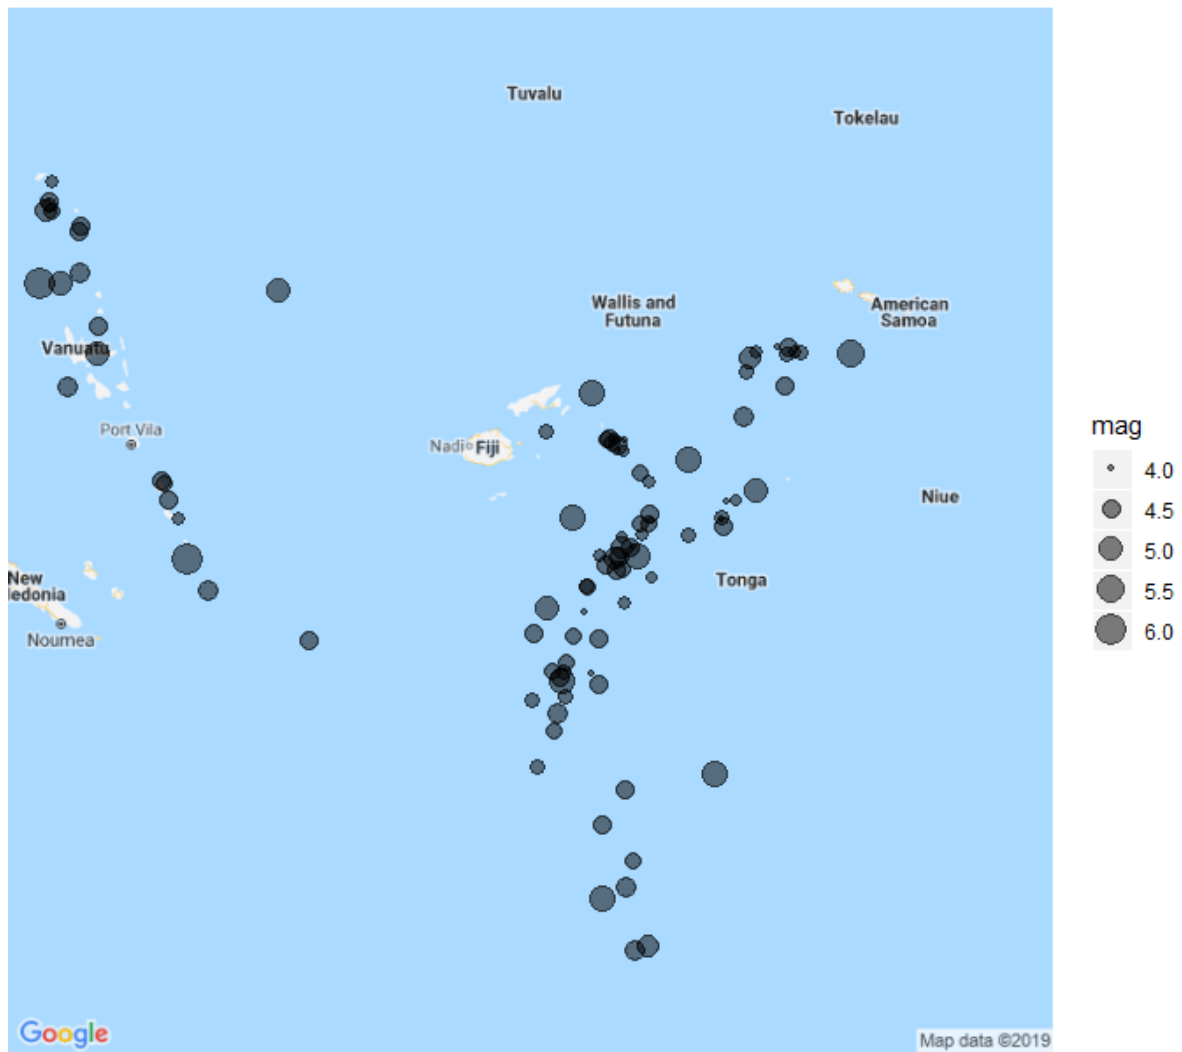 Tuvalu
Tokelau
Wallis and
Futuna
American
Samoa
Vanuatu
Port Vila
Nadi
Fiji
Niue
New
ledonia
Tonga
Noumea
mag
4.0
4.5
5.0
5.5
6.0
Google
Map data ©2019